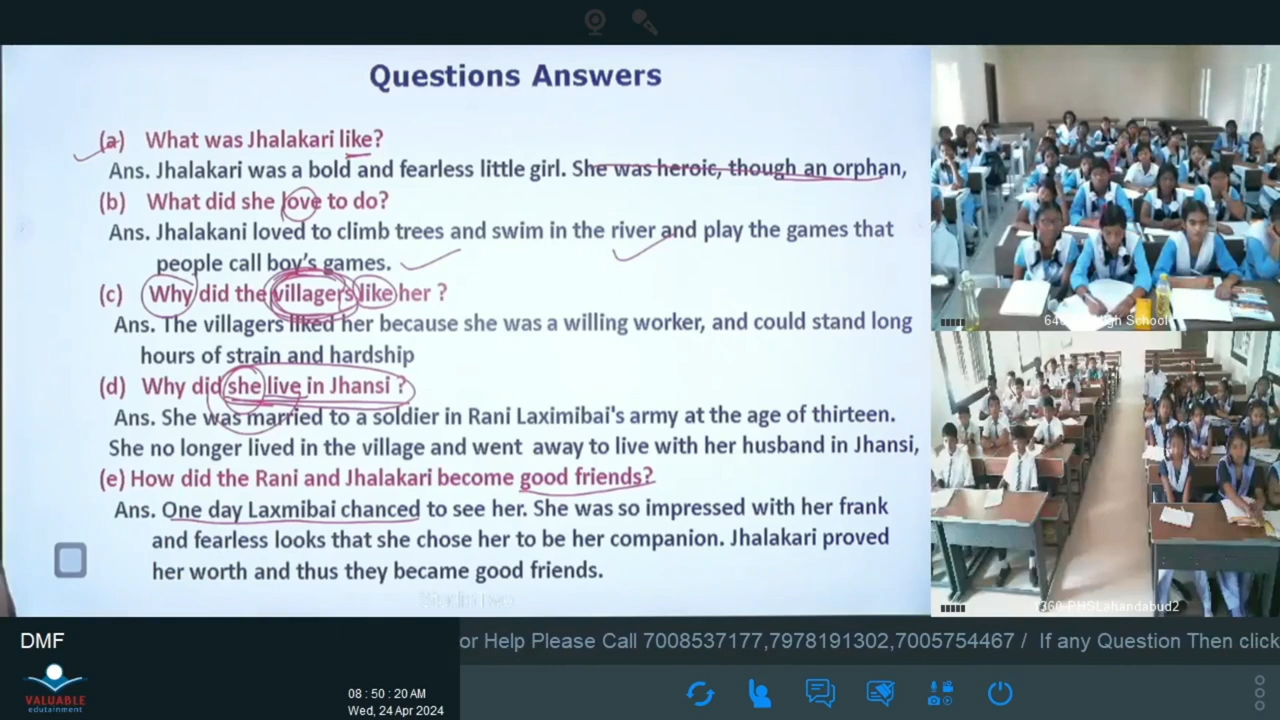 Questions Answers
(a) What was Jhalakari like?
Ans. Jhalakari was a bold and fearless little girl. She was heroic, though an orphan,
(b) What did she love to do?
Ans. Jhalakani loved to climb trees and swim in the river and play the games that
people call boy's games.
(c) Why did the villagers like her ?
Ans. The villagers liked her because she was a willing worker, and could stand long
hours of strain and hardship
(d) Why did she live in Jhansi ?
Ans. She was married to a soldier in Rani Laximibai's army at the age of thirteen.
She no longer lived in the village and went away to live with her husband in Jhansi,
(e) How did the Rani and Jhalakari become good friends?
Ans. One day Laxmibai chanced to see her. She was so impressed with her frank
and fearless looks that she chose her to be her companion. Jhalakari proved
her worth and thus they became good friends.
School
360-PHSLahandabud2
DMF
or Help Please Call 7008537177,7978191302,7005754467 / If any Question Then click
VALUABLE
edutainment
08 : 50 : 20 AM
Wed, 24 Apr 2024